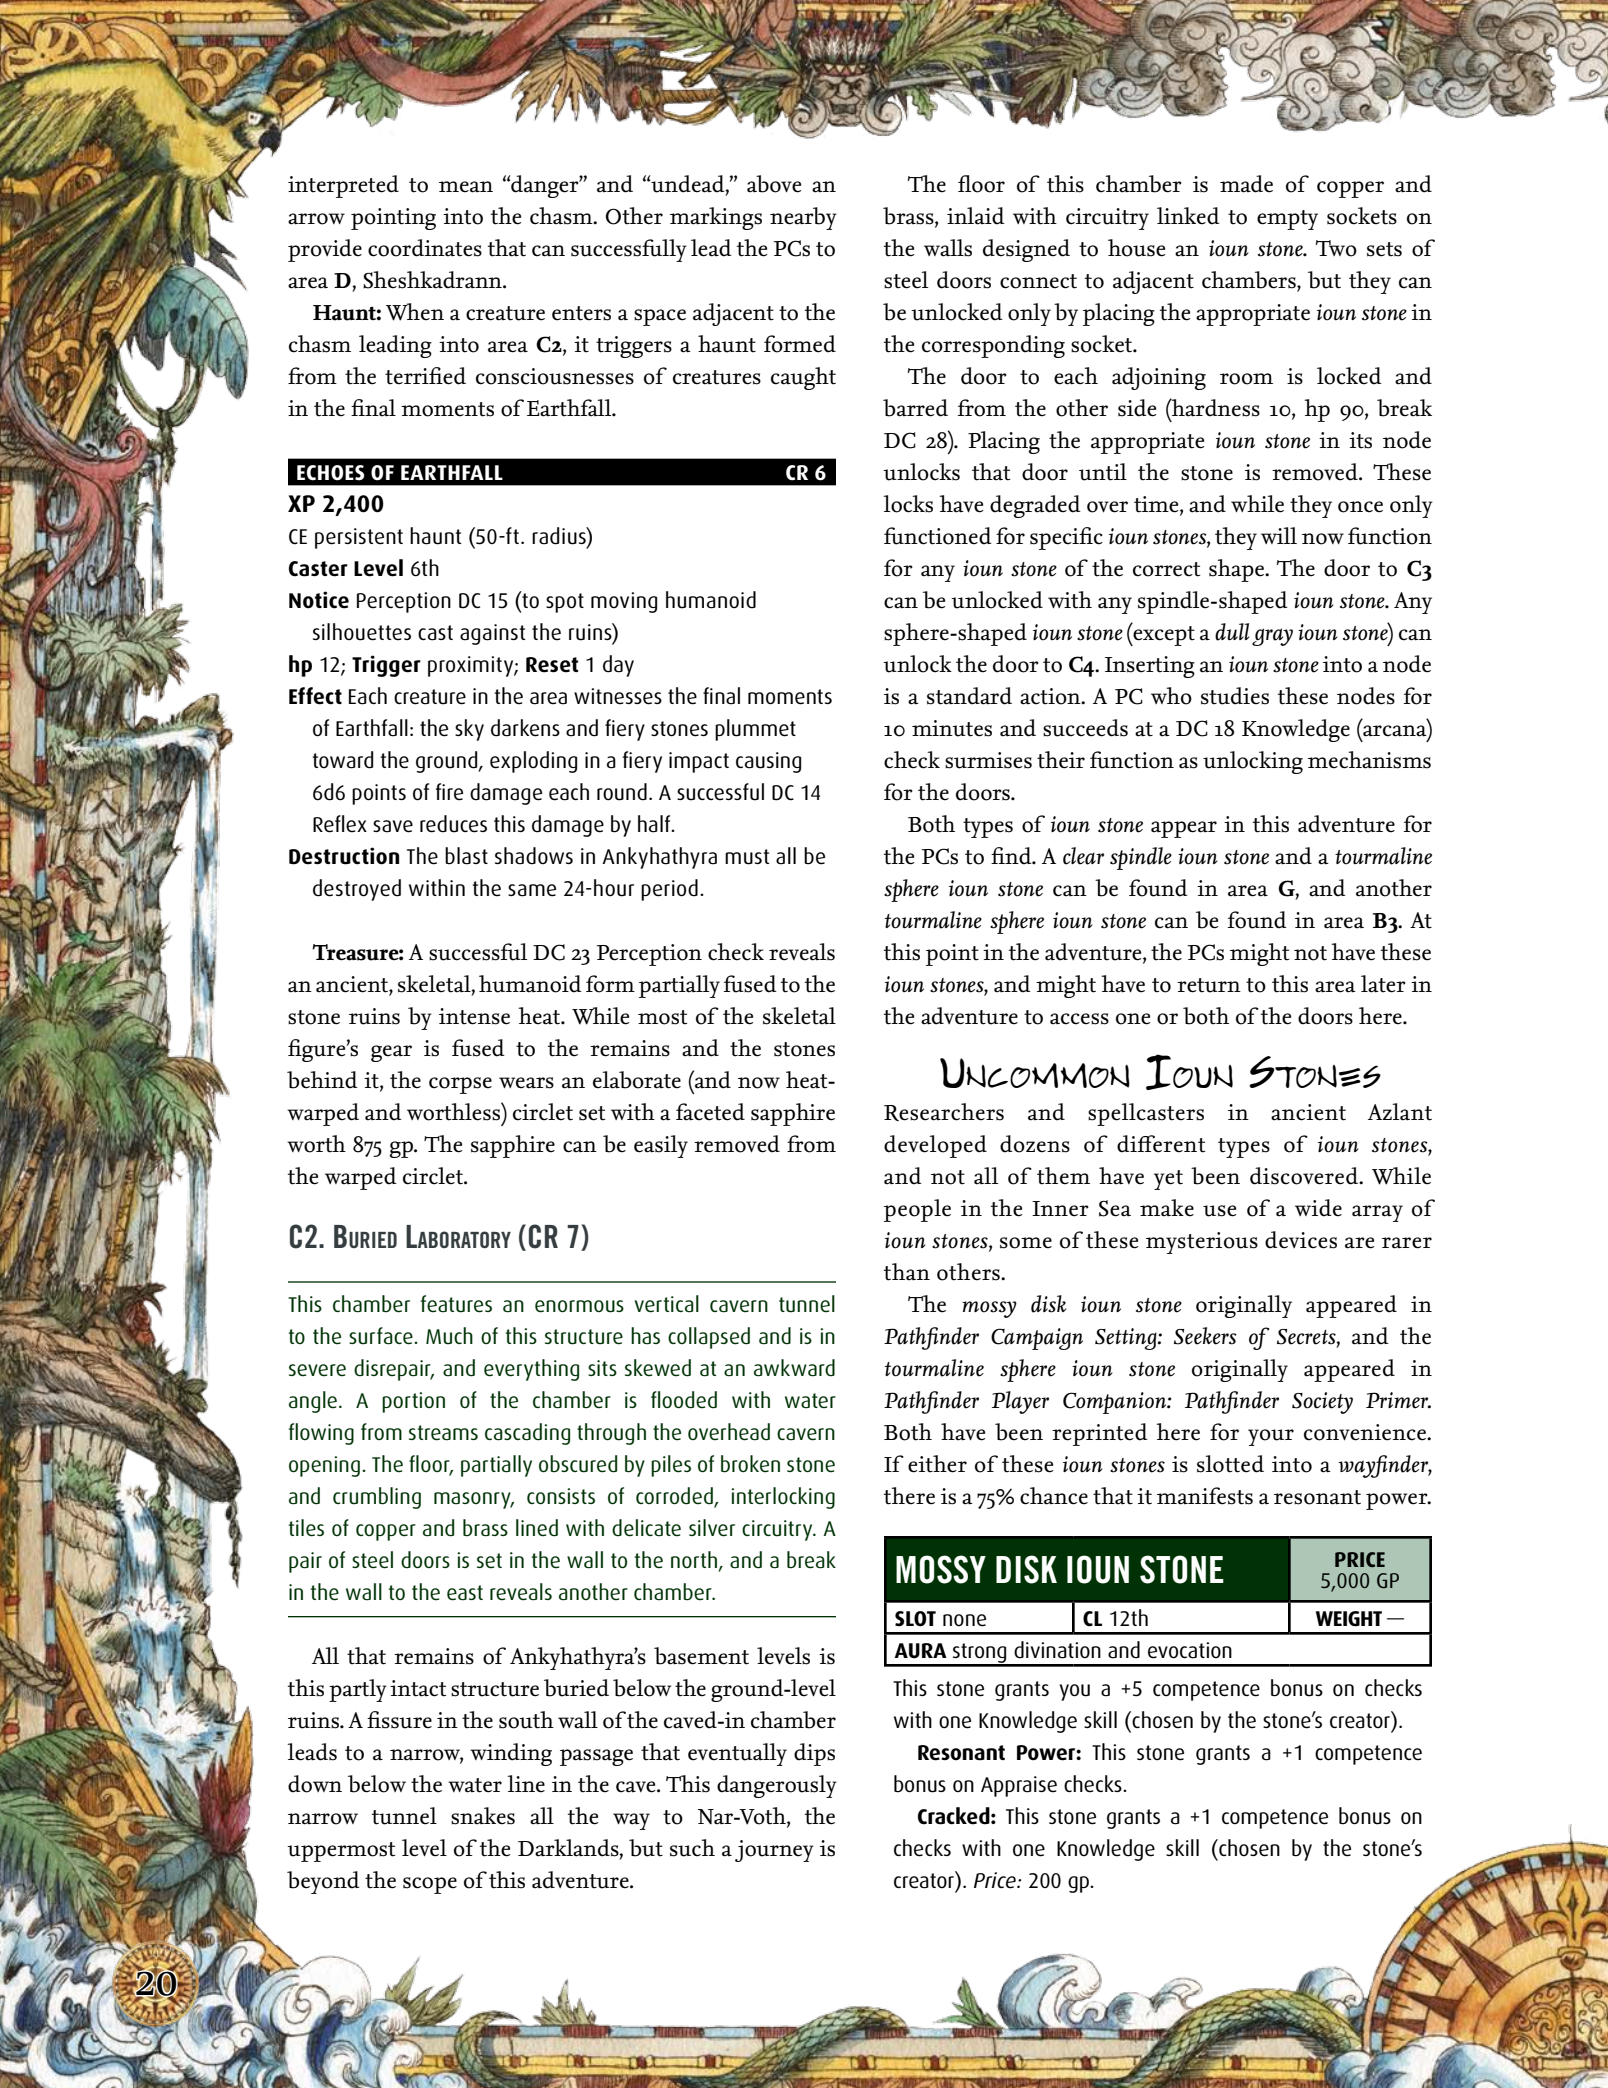 interpreted to mean “danger” and “undead,” above an
arrow pointing into the chasm. Other markings nearby
provide coordinates that can successfully lead the PCs to
area D, Sheshkadrann.
Haunt: When a creature enters a space adjacent to the
chasm leading into area C2, it triggers a haunt formed
from the terrified consciousnesses of creatures caught
in the final moments of Earthfall.
ECHOES OF EARTHFALL CR 6
XP 2,400
CE persistent haunt (50-ft. radius)
Caster Level 6th
Notice Perception DC 15 (to spot moving humanoid
silhouettes cast against the ruins)
hp 12; Trigger proximity; Reset 1 day
Effect Each creature in the area witnesses the final moments
of Earthfall: the sky darkens and fiery stones plummet
toward the ground, exploding in a fiery impact causing
6d6 points of fire damage each round. A successful DC 14
Reflex save reduces this damage by half.
Destruction The blast shadows in Ankyhathyra must all be
destroyed within the same 24-hour period.
Treasure: A successful DC 23 Perception check reveals
an ancient, skeletal, humanoid form partially fused to the
stone ruins by intense heat. While most of the skeletal
figure’s gear is fused to the remains and the stones
behind it, the corpse wears an elaborate (and now heat-
warped and worthless) circlet set with a faceted sapphire
worth 875 gp. The sapphire can be easily removed from
the warped circlet.
C2. Buried Laboratory (CR 7)
This chamber features an enormous vertical cavern tunnel
to the surface. Much of this structure has collapsed and is in
severe disrepair, and everything sits skewed at an awkward
angle. A portion of the chamber is flooded with water
flowing from streams cascading through the overhead cavern
opening. The floor, partially obscured by piles of broken stone
and crumbling masonry, consists of corroded, interlocking
tiles of copper and brass lined with delicate silver circuitry. A
pair of steel doors is set in the wall to the north, and a break
in the wall to the east reveals another chamber.
All that remains of Ankyhathyra’s basement levels is
this partly intact structure buried below the ground-level
ruins. A fissure in the south wall of the caved-in chamber
leads to a narrow, winding passage that eventually dips
down below the water line in the cave. This dangerously
narrow tunnel snakes all the way to Nar-Voth, the
uppermost level of the Darklands, but such a journey is
beyond the scope of this adventure.
The floor of this chamber is made of copper and
brass, inlaid with circuitry linked to empty sockets on
the walls designed to house an ioun stone. Two sets of
steel doors connect to adjacent chambers, but they can
be unlocked only by placing the appropriate ioun stone in
the corresponding socket.
The door to each adjoining room is locked and
barred from the other side (hardness 10, hp 90, break
DC 28). Placing the appropriate ioun stone in its node
unlocks that door until the stone is removed. These
locks have degraded over time, and while they once only
functioned for specific ioun stones, they will now function
for any ioun stone of the correct shape. The door to C3
can be unlocked with any spindle-shaped ioun stone. Any
sphere-shaped ioun stone (except a dull gray ioun stone) can
unlock the door to C4. Inserting an ioun stone into a node
is a standard action. A PC who studies these nodes for
10 minutes and succeeds at a DC 18 Knowledge (arcana)
check surmises their function as unlocking mechanisms
for the doors.
Both types of ioun stone appear in this adventure for
the PCs to find. A clear spindle ioun stone and a tourmaline
sphere ioun stone can be found in area G, and another
tourmaline sphere ioun stone can be found in area B3. At
this point in the adventure, the PCs might not have these
ioun stones, and might have to return to this area later in
the adventure to access one or both of the doors here.
Uncommon Ioun Stones
Researchers and spellcasters in ancient Azlant
developed dozens of different types of ioun stones,
and not all of them have yet been discovered. While
people in the Inner Sea make use of a wide array of
ioun stones, some of these mysterious devices are rarer
than others.
The mossy disk ioun stone originally appeared in
Pathfinder Campaign Setting: Seekers of Secrets, and the
tourmaline sphere ioun stone originally appeared in
Pathfinder Player Companion: Pathfinder Society Primer.
Both have been reprinted here for your convenience.
If either of these ioun stones is slotted into a wayfinder,
there is a 75% chance that it manifests a resonant power.
MOSSY DISK IOUN STONE
PRICE
5,000 GP
SLOT none CL 12th WEIGHT —
AURA strong divination and evocation
This stone grants you a +5 competence bonus on checks
with one Knowledge skill (chosen by the stone’s creator).
Resonant Power: This stone grants a +1 competence
bonus on Appraise checks.
Cracked: This stone grants a +1 competence bonus on
checks with one Knowledge skill (chosen by the stone’s
creator). Price: 200 gp.
20